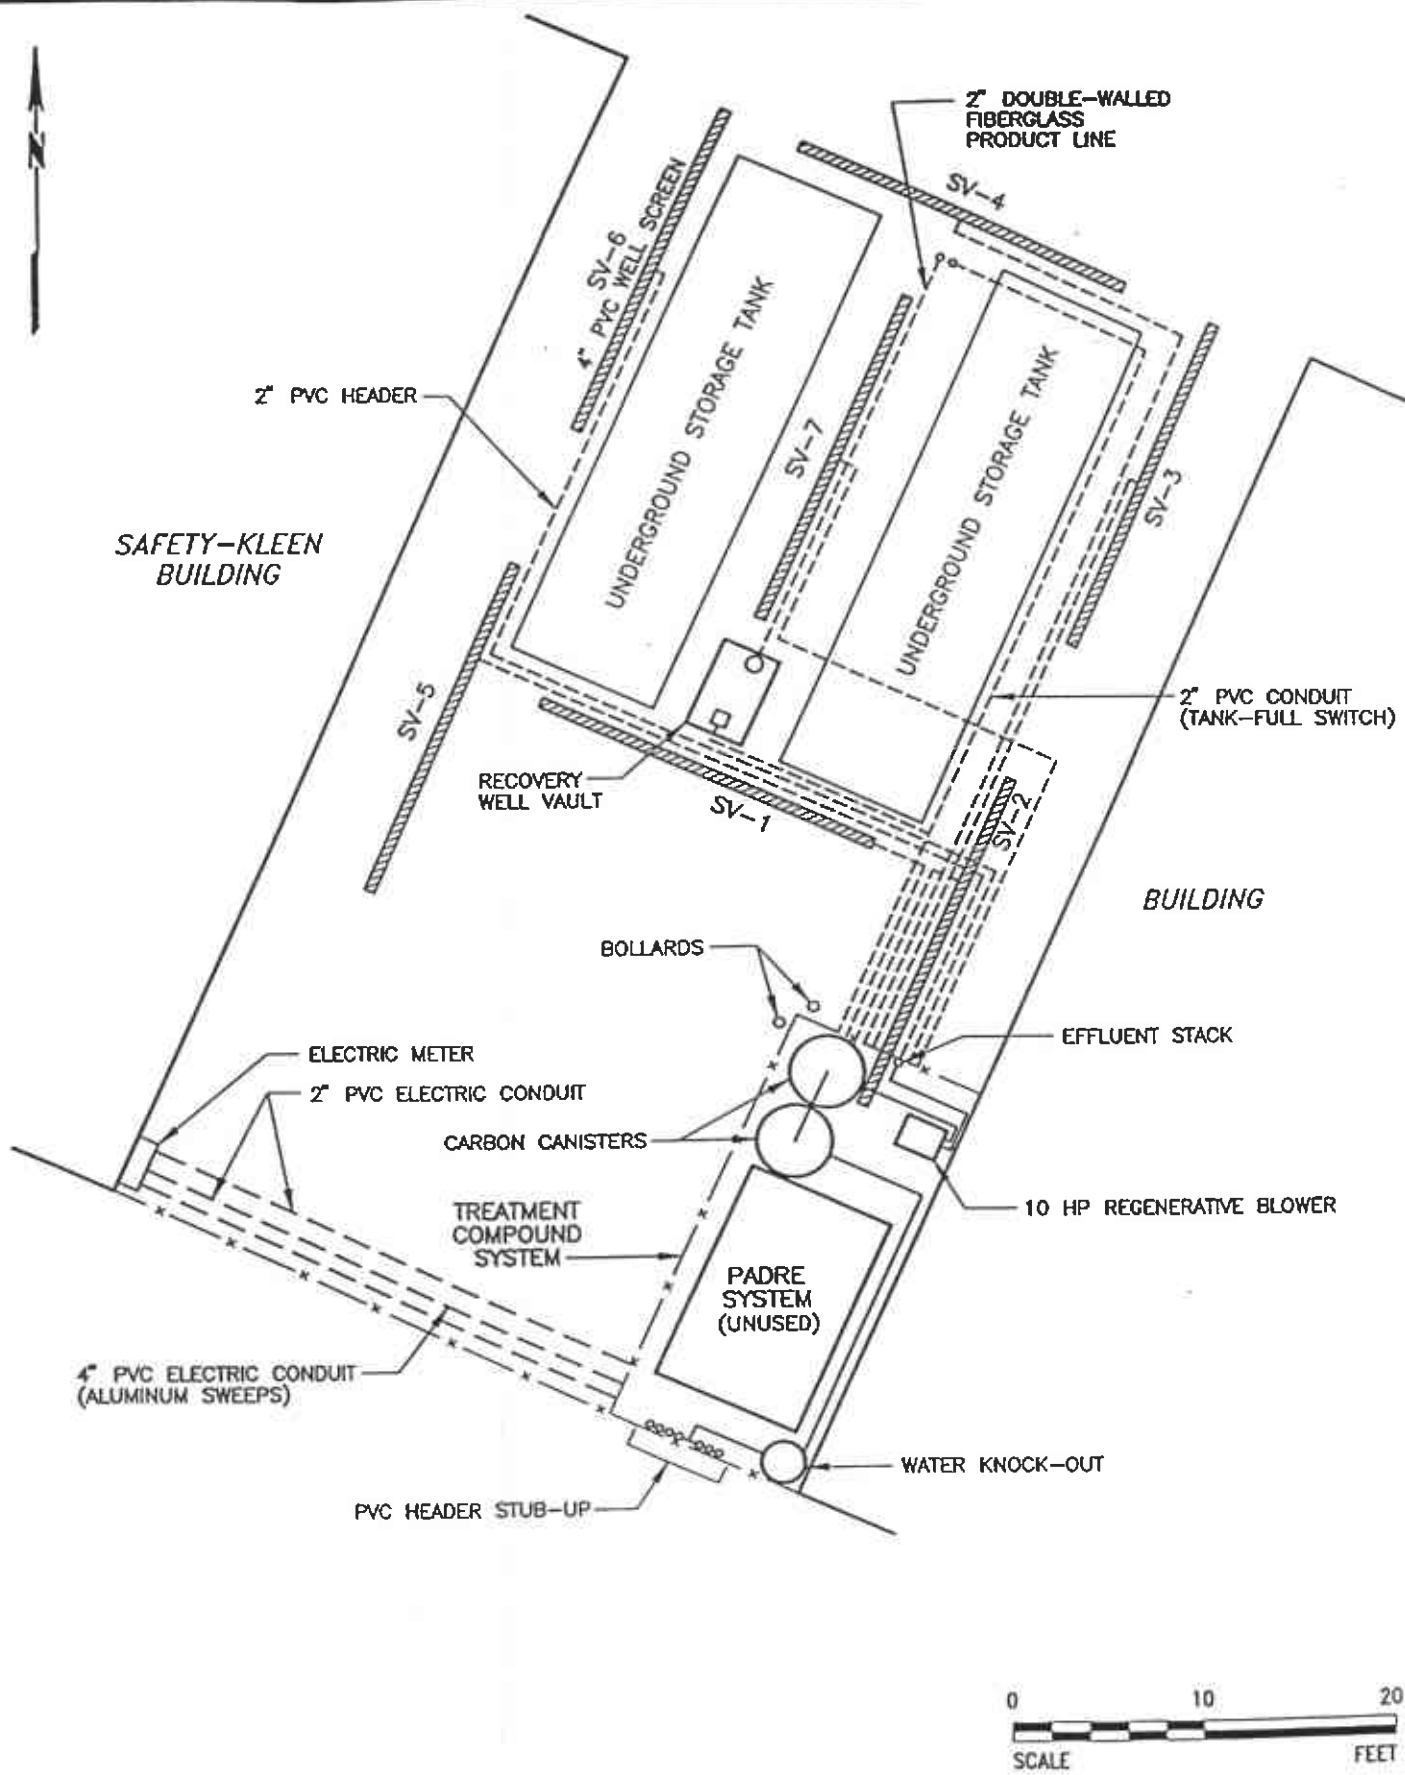 N
2" DOUBLE-WALLED
FIBERGLASS
PRODUCT LINE
SV-4
SV-6
4" PVC WELL SCREEN
UNDERGROUND STORAGE TANK
2" PVC HEADER
SV-7
UNDERGROUND STORAGE TANK
SV-3
SAFETY-KLEEN
BUILDING
SV-5
2" PVC CONDUIT
(TANK-FULL SWITCH)
RECOVERY
WELL VAULT
SV-1
SV-2
BUILDING
BOLLARDS
EFFLUENT STACK
ELECTRIC METER
2" PVC ELECTRIC CONDUIT
CARBON CANISTERS
10 HP REGENERATIVE BLOWER
TREATMENT
COMPOUND
SYSTEM
PADRE
SYSTEM
(UNUSED)
4" PVC ELECTRIC CONDUIT
(ALUMINUM SWEEPS)
WATER KNOCK-OUT
PVC HEADER STUB-UP
0 10 20
SCALE FEET